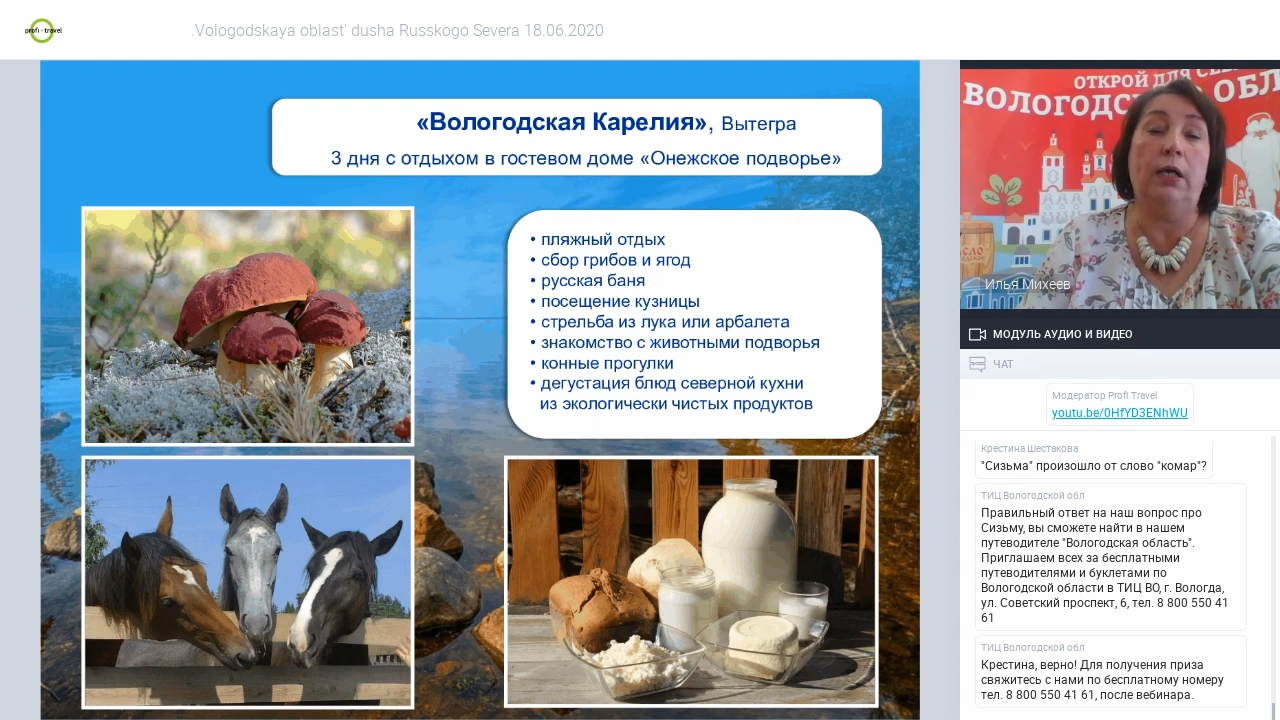 profi travel
.Vologodskaya oblast' dusha Russkogo Severa 18.06.2020
«Вологодская Карелия», Вытегра
3 дня с отдыхом в гостевом доме «Онежское подворье»
• пляжный отдых
• сбор грибов и ягод
• русская баня
• посещение кузницы
• стрельба из лука или арбалета
• знакомство с животными подворья
• конные прогулки
• дегустация блюд северной кухни
из экологически чистых продуктов
ОТКРОЙ ДЛЯ СЕ
ВОЛОГОДС ОБЛ
Илья Михеев
МОДУЛЬ АУДИО И ВИДЕО
ЧАТ
Модератор Profi.Travel
youtu.be/0HfYD3ENhWU
Крестина Шестакова
"Сизьма" произошло от слово "комар"?
ТИЦ Вологодской обл
Правильный ответ на наш вопрос про
Сизьму, вы сможете найти в нашем
путеводителе "Вологодская область".
Приглашаем всех за бесплатными
путеводителями и буклетами по
Вологодской области в ТИЦ ВО, г. Вологда,
ул. Советский проспект, 6, тел. 8 800 550 41
61
ТИЦ Вологодской обл
Крестина, верно! Для получения приза
свяжитесь с нами по бесплатному номеру
тел. 8 800 550 41 61, после вебинара.